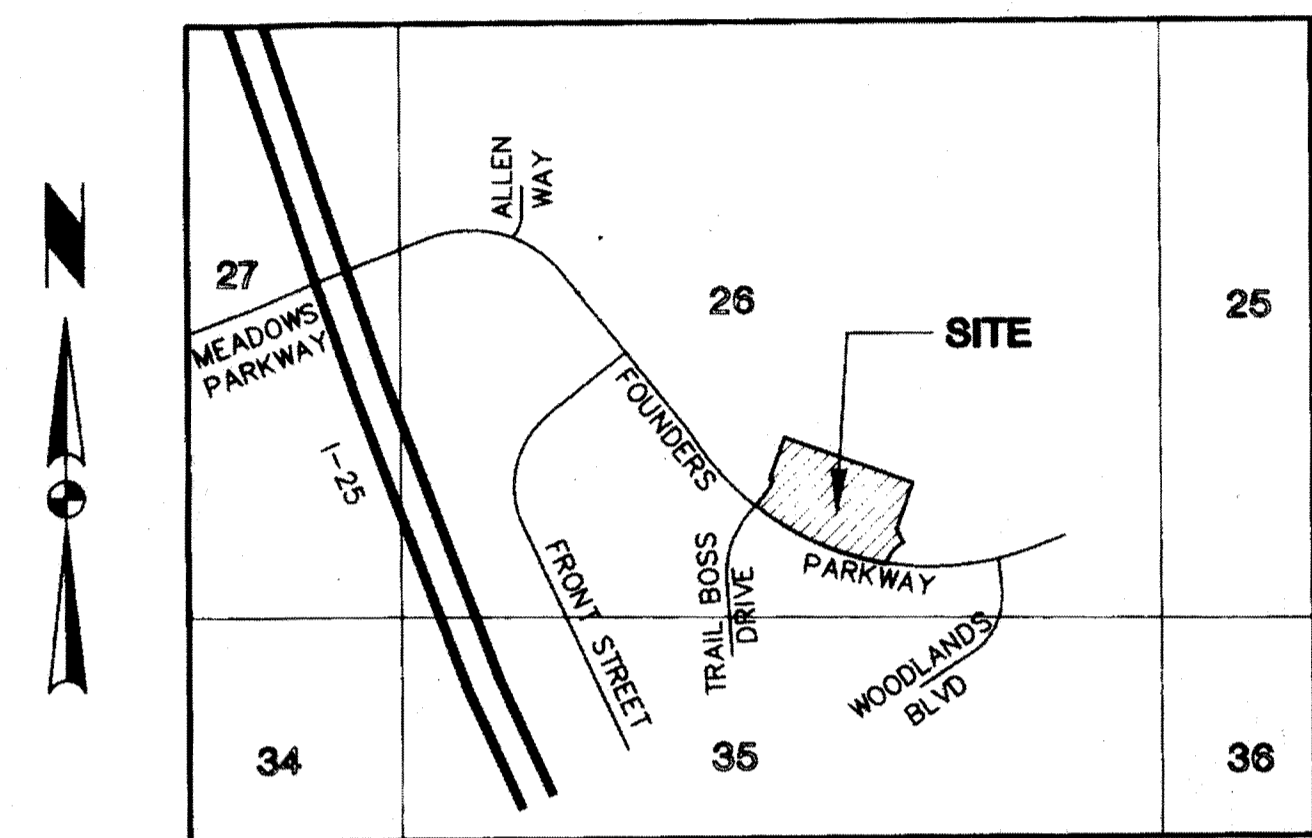 N
ALLEN
WAY
27
26
25
MEADOWS
PARKWAY
SITE
FOUNDERS
I-25
FRONT STREET
TRAIL BOSS
DRIVE
PARKWAY
WOODLANDS
BLVD
34
35
36